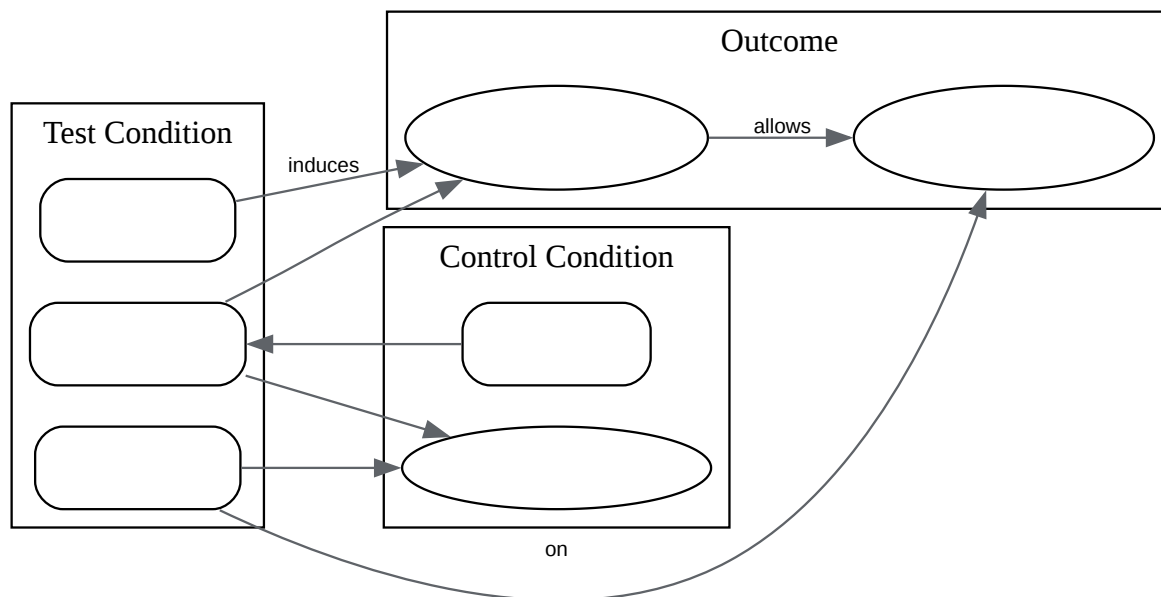 Outcome
Test Condition
allows
induces
Control Condition
on